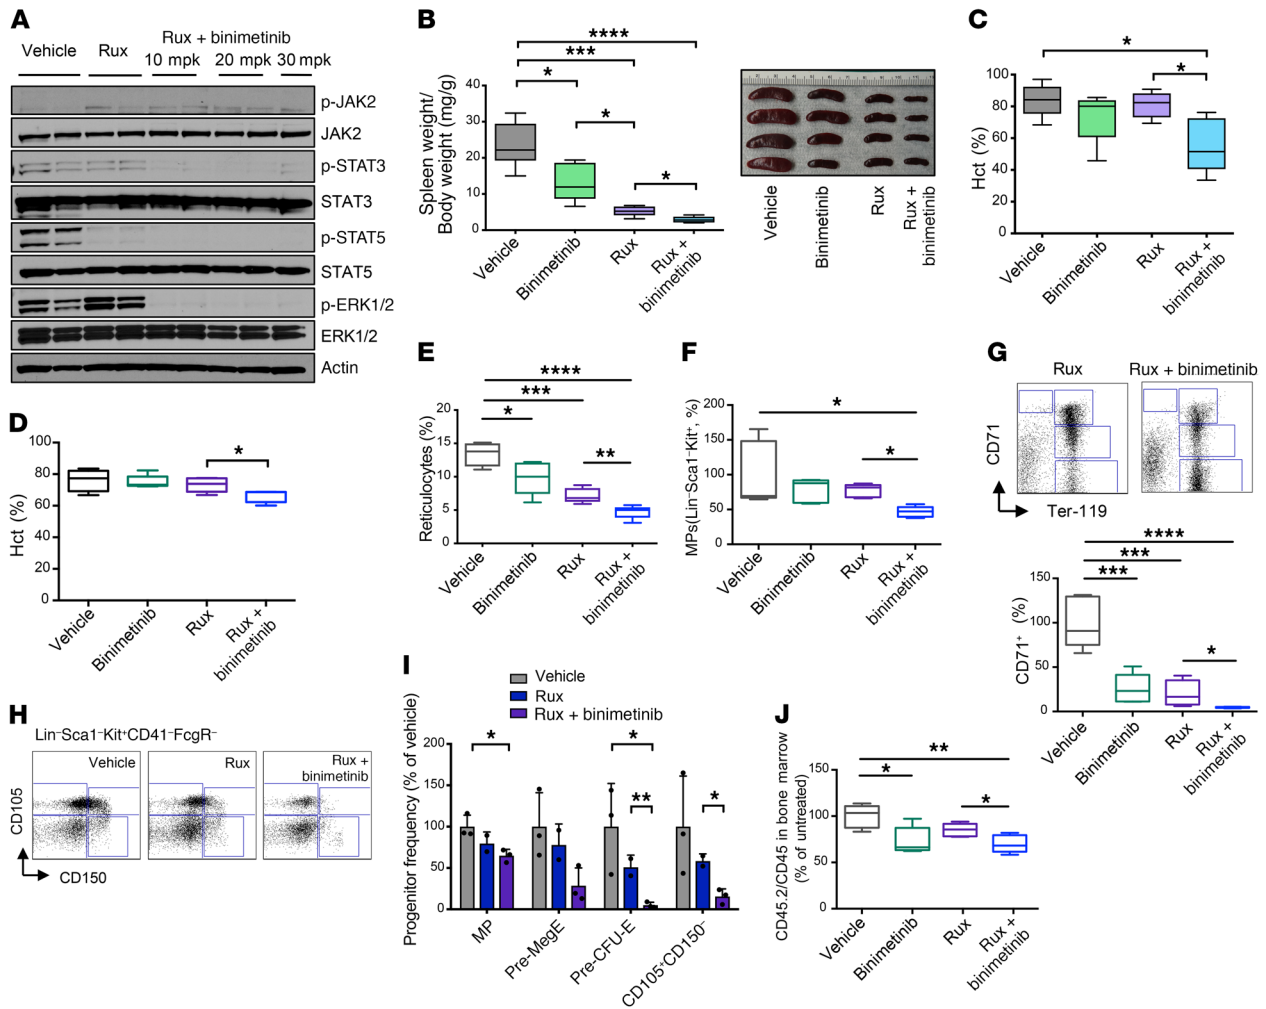 A
Vehicle
Rux
Rux + binimetinib
10 mpk
20 mpk
30 mpk
p-JAK2
JAK2
p-STAT3
STAT3
p-STAT5
STAT5
p-ERK1/2
ERK1/2
Actin
B
****
***
*
*
*
Spleen weight/
Body weight (mg/g)
40
30
20
10
0
Vehicle
Binimetinib
Rux
Rux +
binimetinib
Vehicle
Binimetinib
Rux
Rux +
binimetinib
C
*
*
Hct (%)
100
80
60
40
20
0
Vehicle
Binimetinib
Rux
Rux +
binimetinib
D
*
Hct (%)
100
80
60
40
20
0
Vehicle
Binimetinib
Rux
Rux +
binimetinib
E
****
***
*
**
Reticulocytes (%)
20
15
10
5
0
Vehicle
Binimetinib
Rux
Rux +
binimetinib
F
*
*
MPs(Lin⁻Sca1⁻Kit⁺, %)
200
150
100
50
0
Vehicle
Binimetinib
Rux
Rux +
binimetinib
G
Rux
Rux + binimetinib
CD71
Ter-119
****
***
***
*
CD71⁺ (%)
150
100
50
0
Vehicle
Binimetinib
Rux
Rux +
binimetinib
H
Lin⁻Sca1⁻Kit⁺CD41⁻FcgR⁻
Vehicle
Rux
Rux +
binimetinib
CD105
CD150
I
Vehicle
Rux
Rux + binimetinib
*
*
**
*
Progenitor frequency (% of vehicle)
200
150
100
50
0
MP
Pre-MegE
Pre-CFU-E
CD105⁺CD150⁻
J
**
*
*
CD45.2/CD45 in bone marrow
(% of untreated)
150
100
50
0
Vehicle
Binimetinib
Rux
Rux +
binimetinib